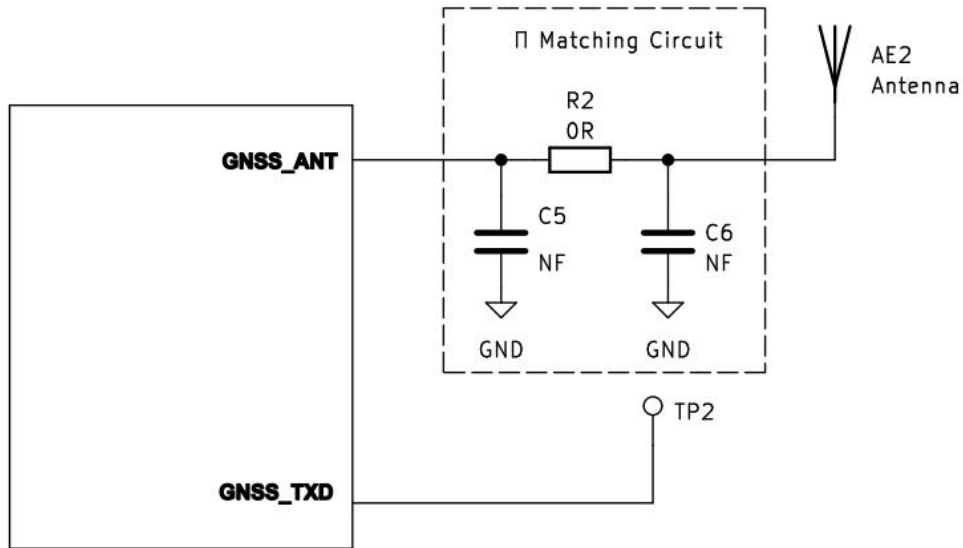 Π Matching Circuit
AE2
Antenna
R2
0R
GNSS_ANT
C5
NF
C6
NF
GND
GND
TP2
GNSS_TXD